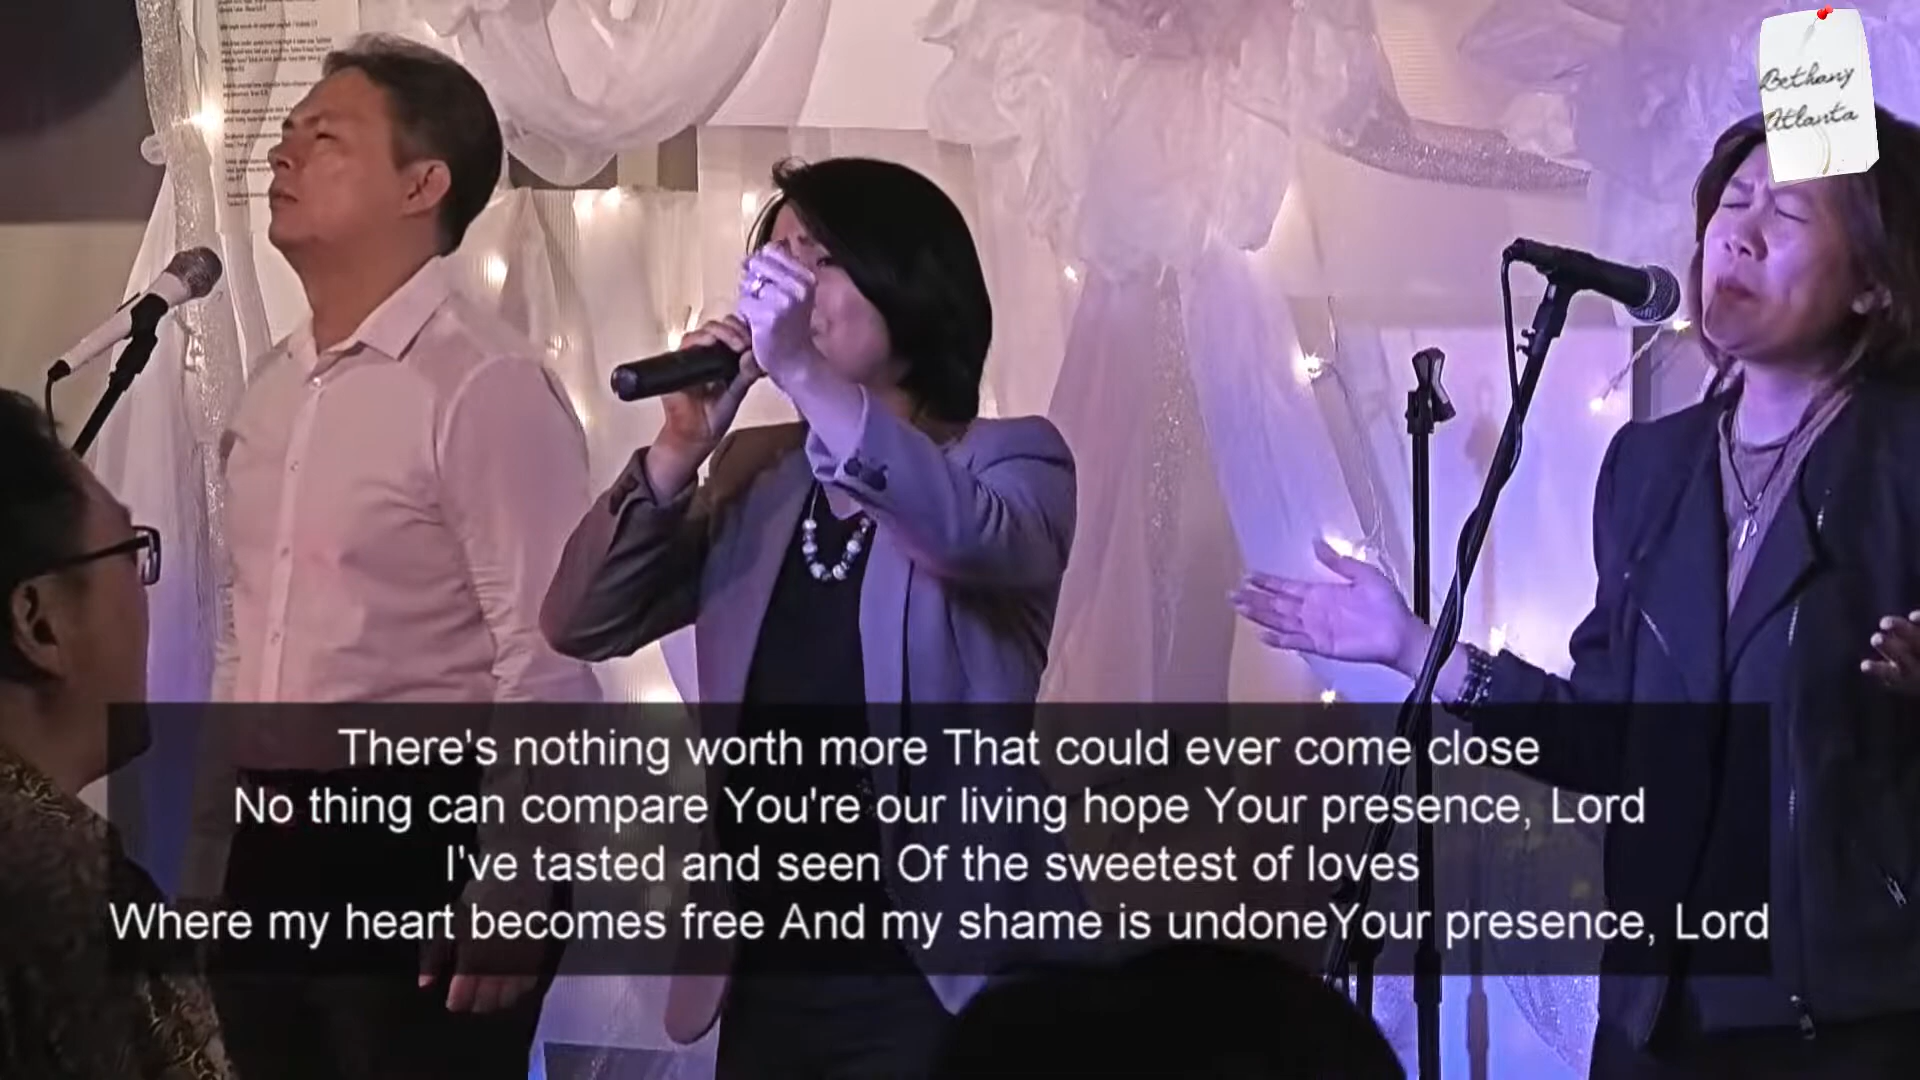 Bethany
Atlanta
There's nothing worth more That could ever come close
No thing can compare You're our living hope Your presence, Lord
I've tasted and seen Of the sweetest of loves
Where my heart becomes free And my shame is undoneYour presence, Lord